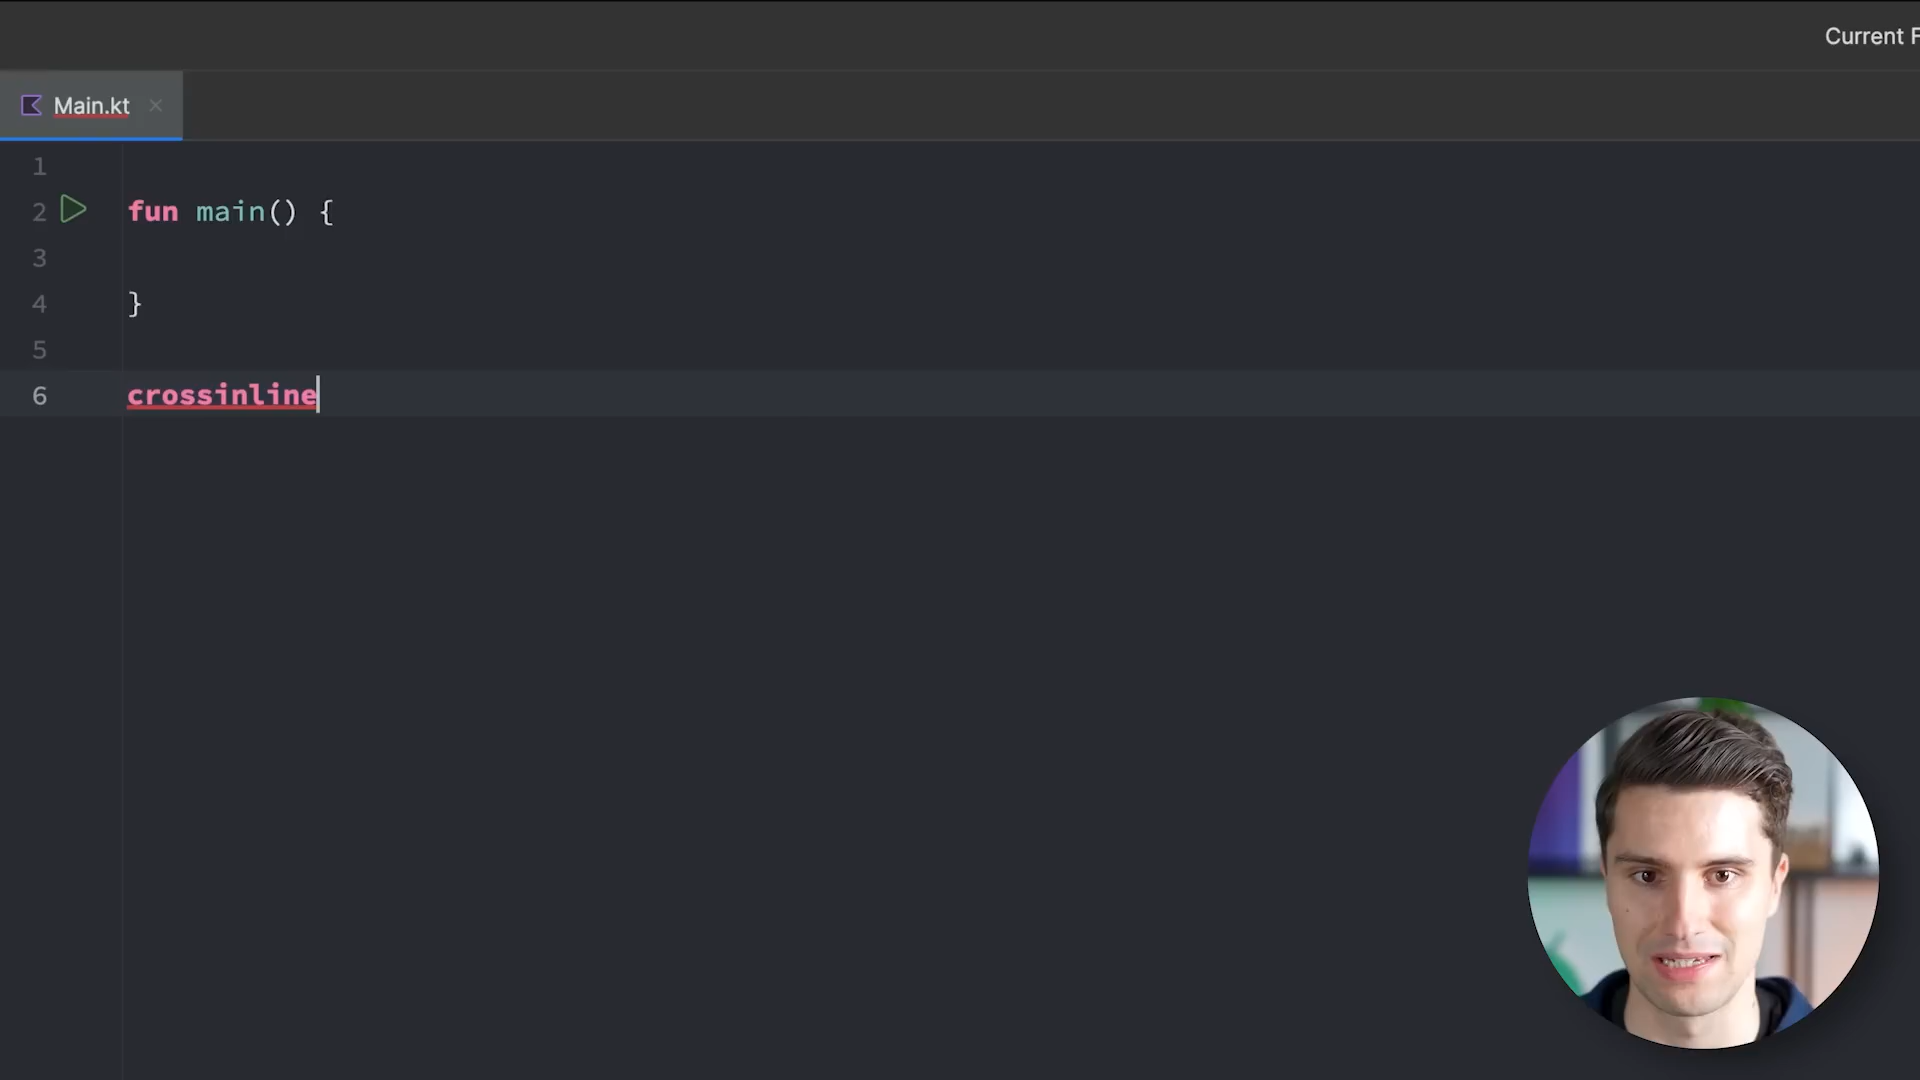 Current F
Main.kt
1
2 fun main() {
3
4 }
5
6 crossinline